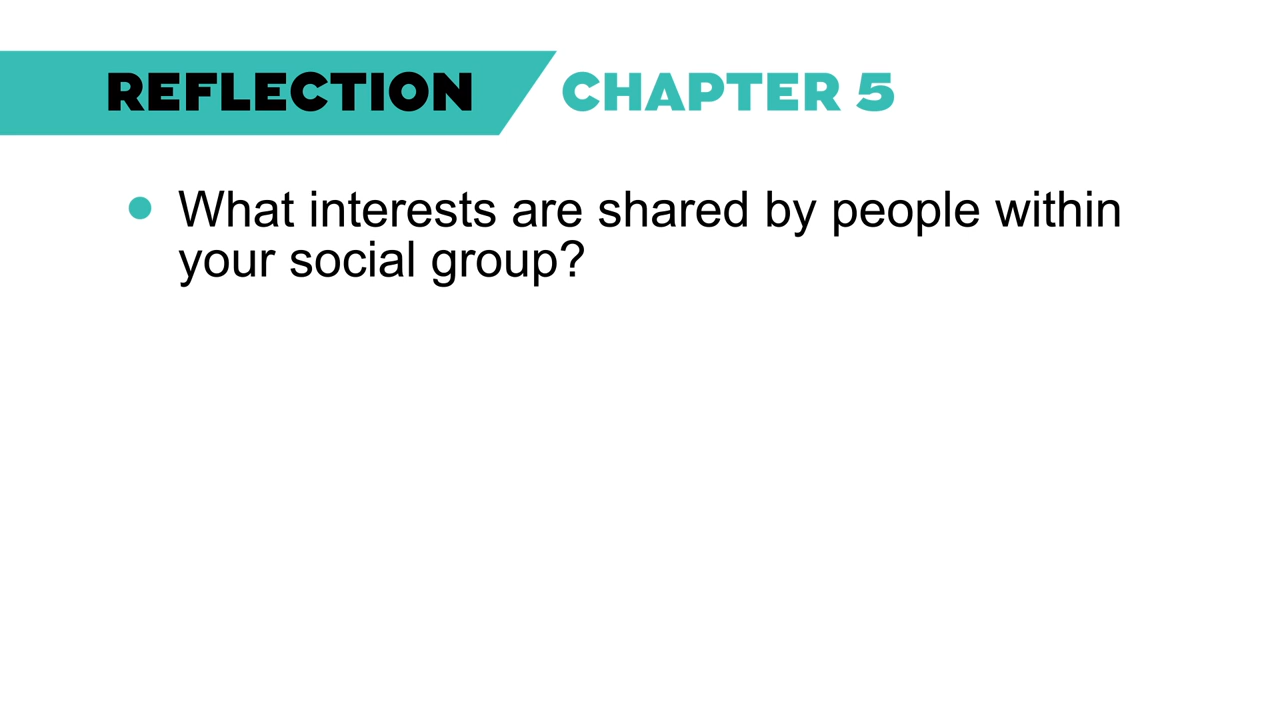 REFLECTION CHAPTER 5
What interests are shared by people within
your social group?